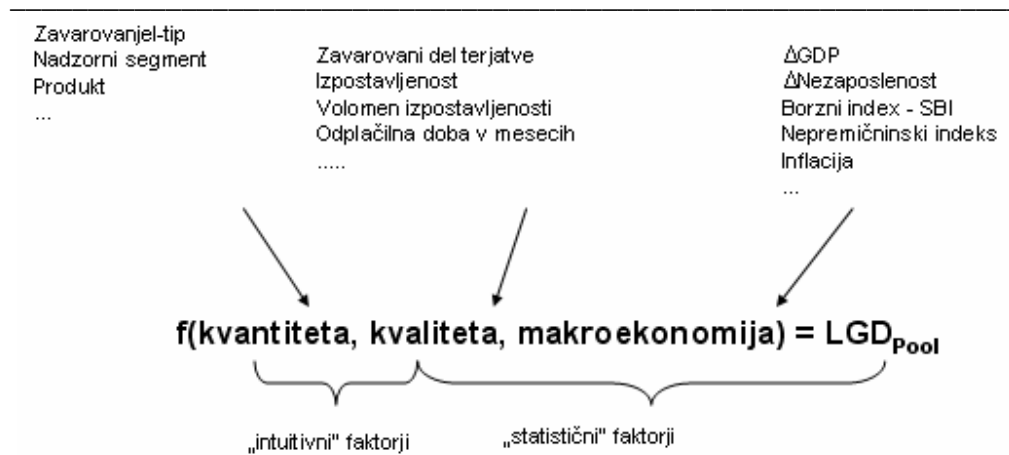 Zavarovanjel-tip
Nadzorni segment
Produkt
...
Zavarovani del terjatve
Izpostavljenost
Volomen izpostavljenosti
Odplačilna doba v mesecih
.....
ΔGDP
ΔNezaposlenost
Borzni index - SBI
Nepremičninski indeks
Inflacija
...
f(kvantiteta, kvaliteta, makroekonomija) = LGD_Pool
„intuitivni" faktorji
„statistični" faktorji